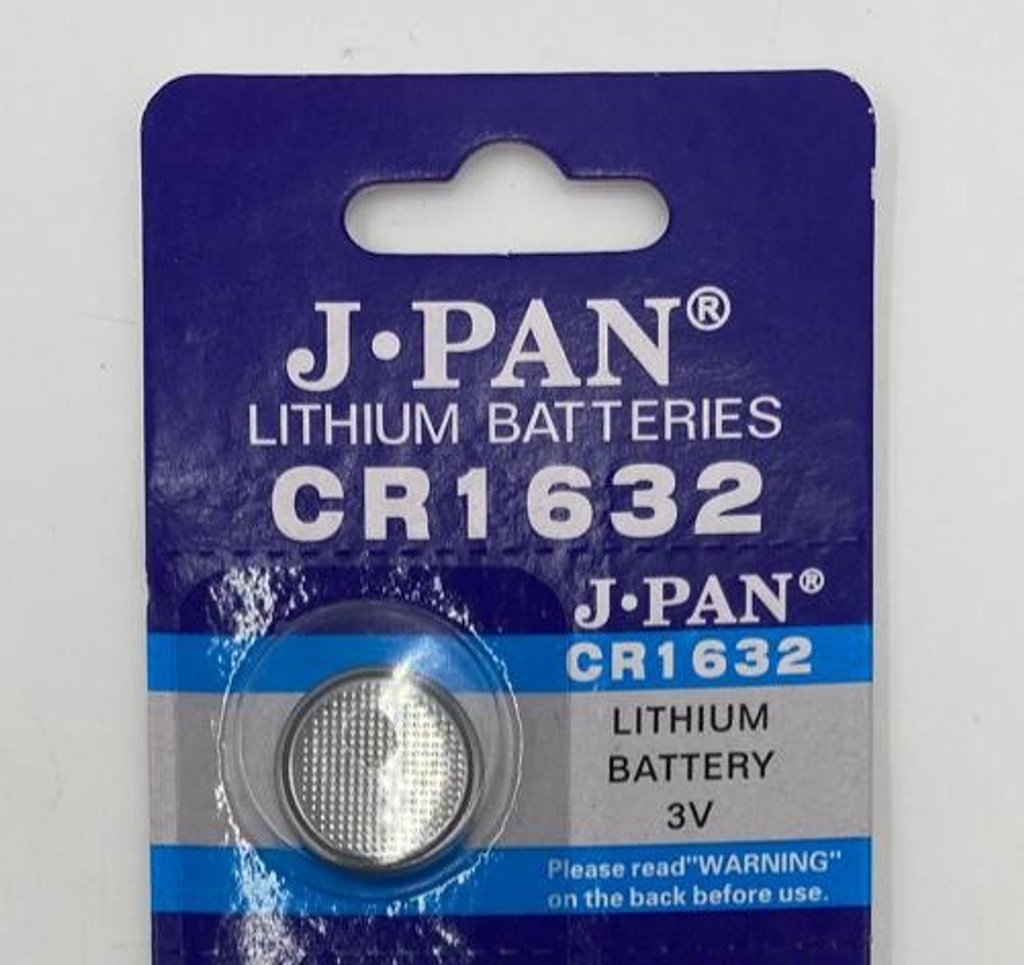 J·PAN®
LITHIUM BATTERIES
CR1632
J·PAN®
CR1632
LITHIUM
BATTERY
3V
Please read"WARNING"
on the back before use.